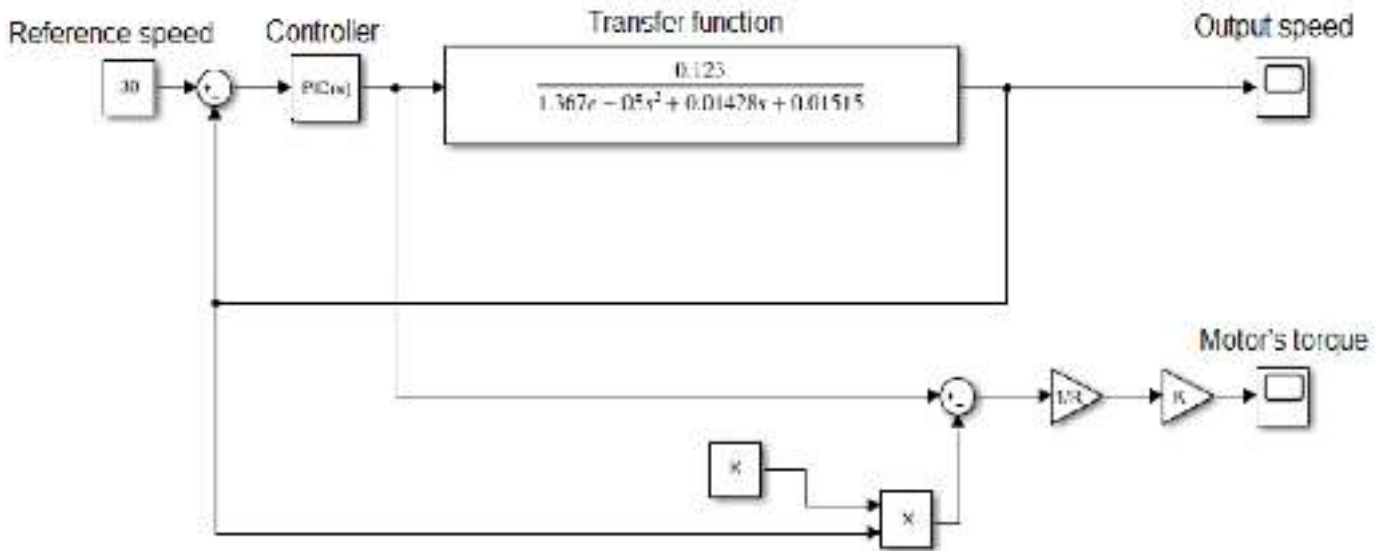 Transfer function
Reference speed
Controller
Output speed
30
0.123
1.367e − 05s² + 0.01428s + 0.01515
Motor's torque
1/R
K
K
×